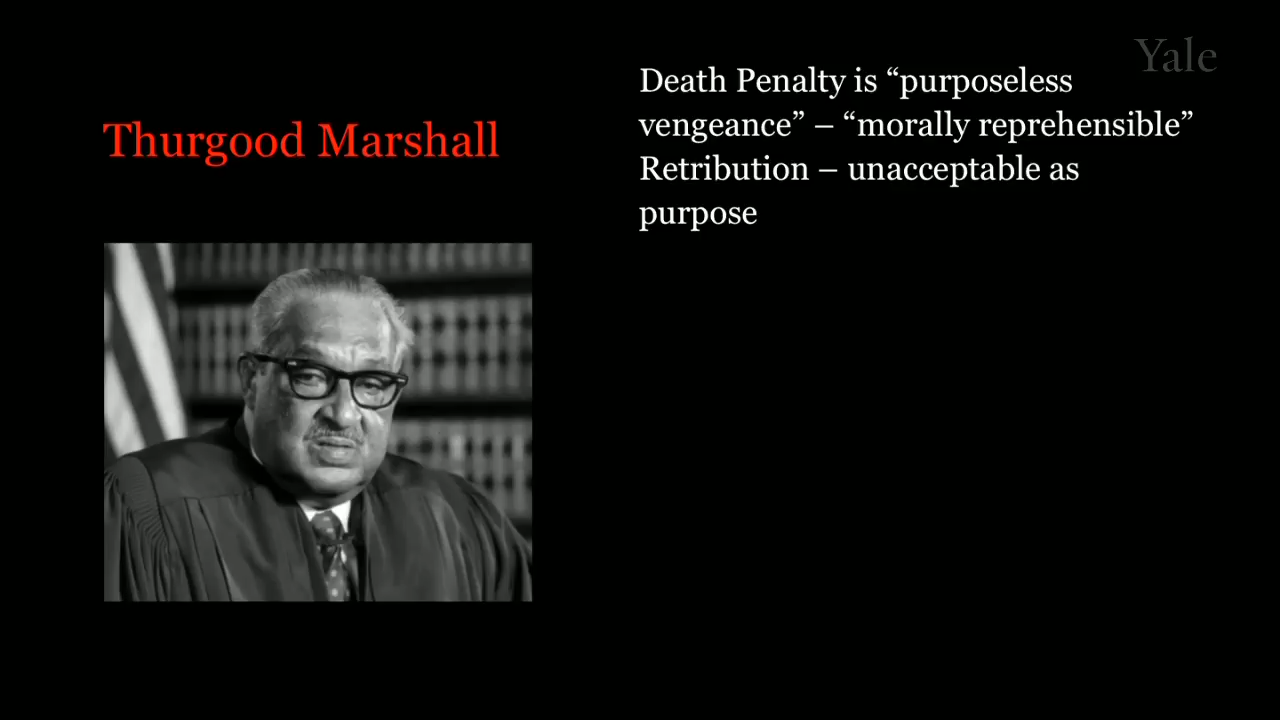 Yale
Thurgood Marshall
Death Penalty is “purposeless
vengeance” – “morally reprehensible”
Retribution – unacceptable as
purpose